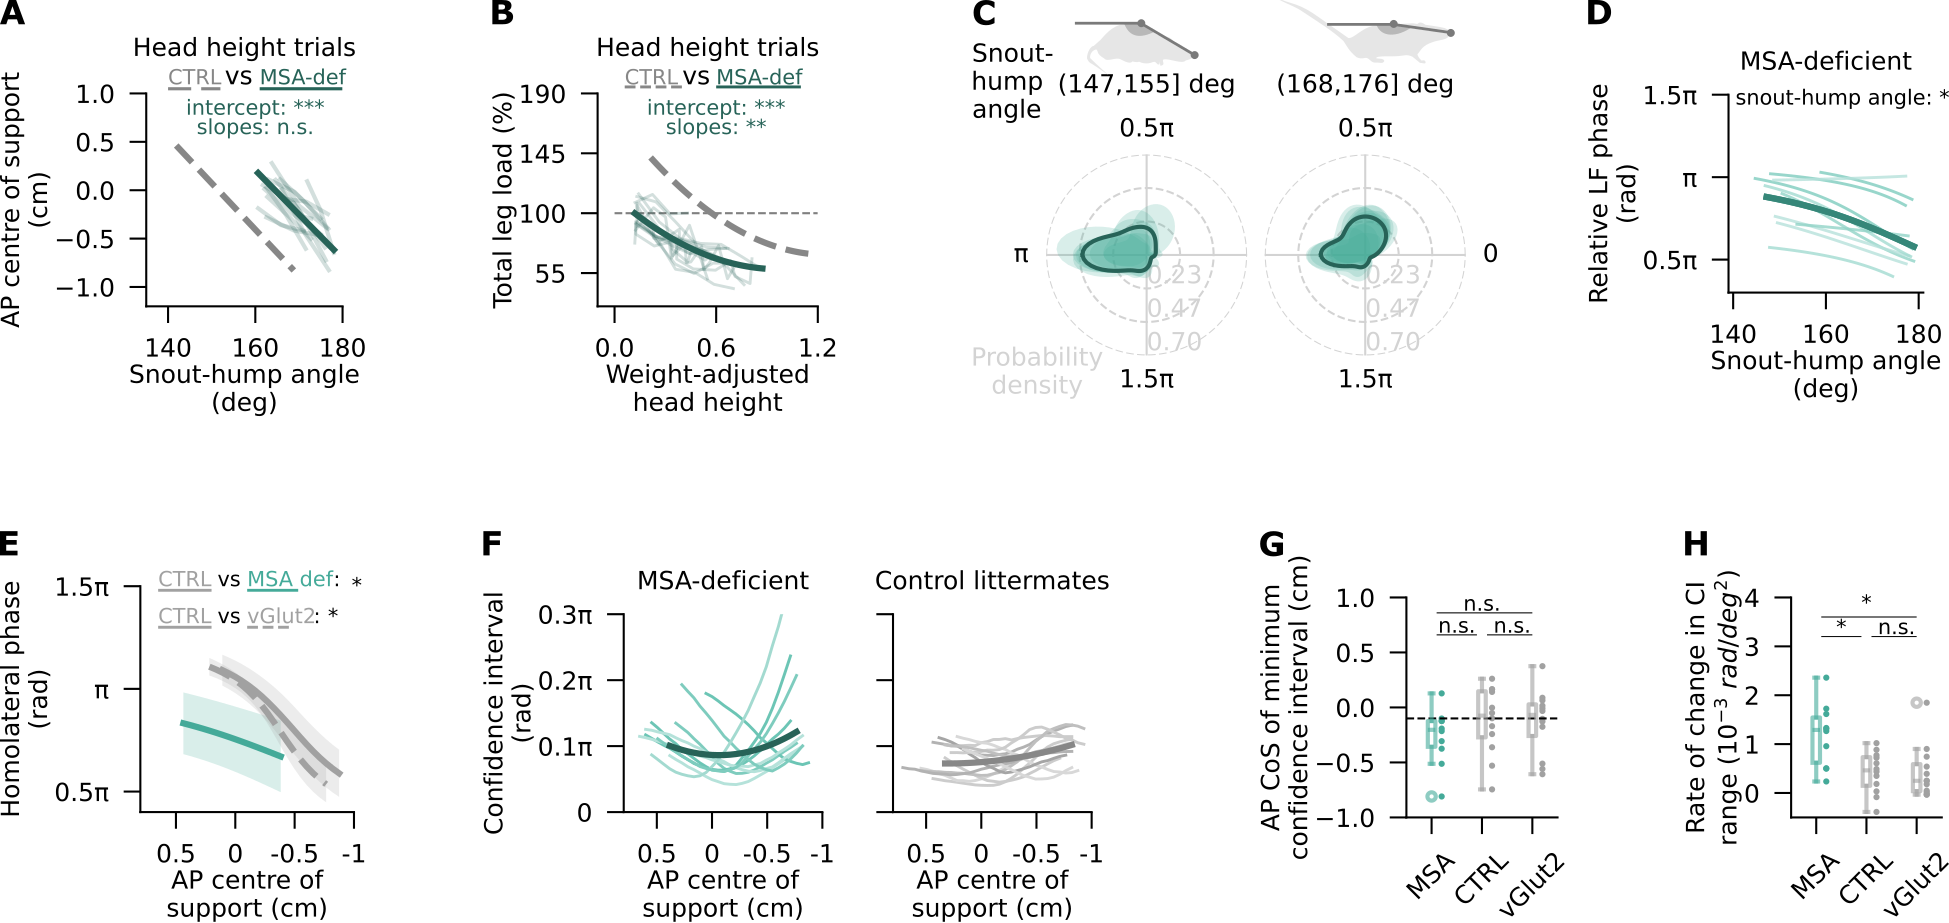 A
Head height trials
CTRL vs MSA-def
intercept: ***
slopes: n.s.
AP centre of support
(cm)
1.0
0.5
0.0
−0.5
−1.0
140
160
180
Snout-hump angle
(deg)
B
Head height trials
CTRL vs MSA-def
intercept: ***
slopes: **
Total leg load (%)
190
145
100
55
0.0
0.6
1.2
Weight-adjusted
head height
C
Snout-
hump
angle
(147,155] deg
(168,176] deg
0.5π
0.5π
π
0
0.23
0.47
0.70
0.23
0.47
0.70
Probability
density
1.5π
1.5π
D
MSA-deficient
snout-hump angle: *
Relative LF phase
(rad)
1.5π
π
0.5π
140
160
180
Snout-hump angle
(deg)
E
CTRL vs MSA def: *
CTRL vs vGlut2: *
Homolateral phase
(rad)
1.5π
π
0.5π
0.5
0
-0.5
-1
AP centre of
support (cm)
F
MSA-deficient
Control littermates
Confidence interval
(rad)
0.3π
0.2π
0.1π
0
0.5
0
-0.5
-1
AP centre of
support (cm)
0.5
0
-0.5
-1
AP centre of
support (cm)
G
AP CoS of minimum
confidence interval (cm)
n.s.
n.s.
n.s.
1.0
0.5
0.0
−0.5
−1.0
MSA
CTRL
vGlut2
H
Rate of change in CI
range (10⁻³ rad/deg²)
*
*
n.s.
4
3
2
1
0
MSA
CTRL
vGlut2